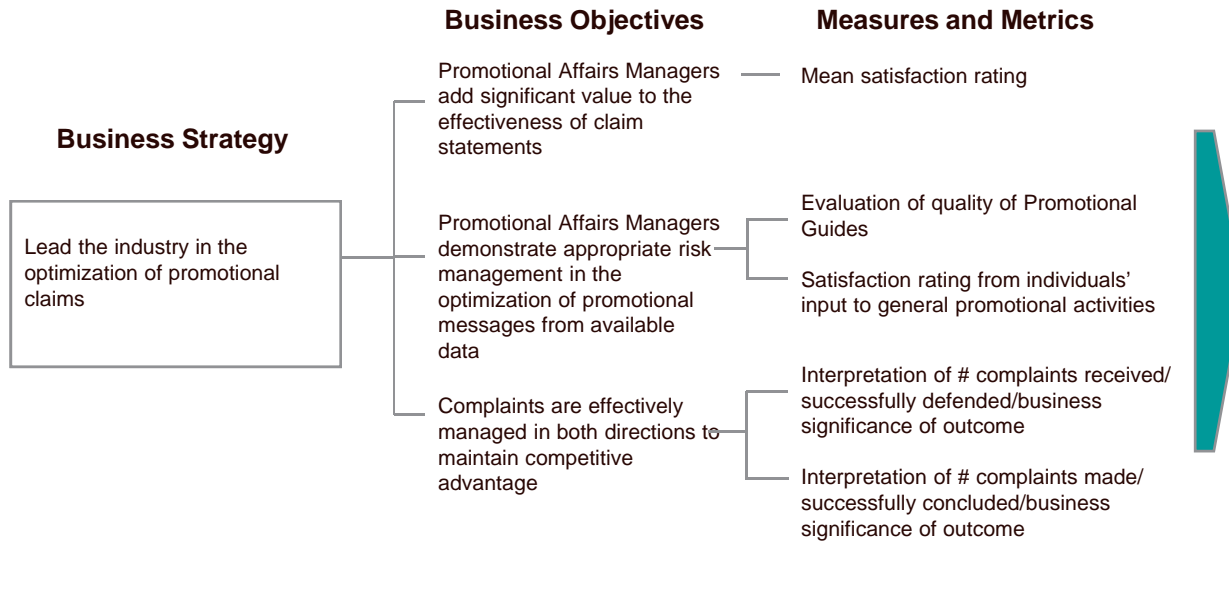 Business Objectives
Measures and Metrics
Business Strategy
Lead the industry in the
optimization of promotional
claims
Promotional Affairs Managers
add significant value to the
effectiveness of claim
statements
Mean satisfaction rating
Promotional Affairs Managers
demonstrate appropriate risk
management in the
optimization of promotional
messages from available
data
Evaluation of quality of Promotional
Guides
Satisfaction rating from individuals’
input to general promotional activities
Complaints are effectively
managed in both directions to
maintain competitive
advantage
Interpretation of # complaints received/
successfully defended/business
significance of outcome
Interpretation of # complaints made/
successfully concluded/business
significance of outcome